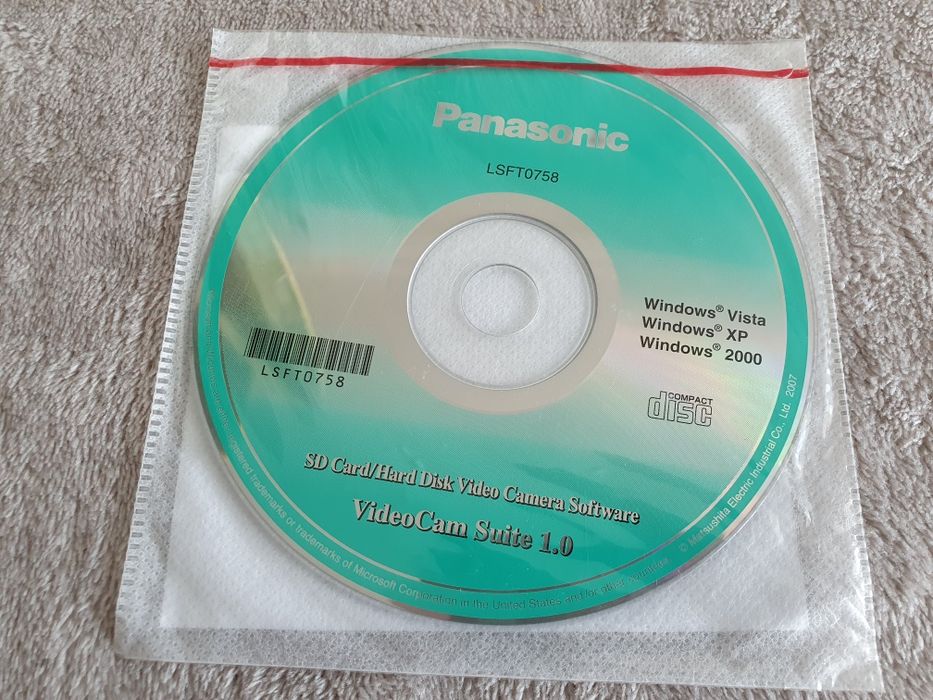 Panasonic
LSFT0758
Windows® Vista
Windows® XP
Windows® 2000
COMPACT
disc
LSFT0758
SD Card/Hard Disk Video Camera Software
VideoCam Suite 1.0
registered trademarks or trademarks of Microsoft Corporation in the United States and/or other countries
© Matsushita Electric Industrial Co., Ltd. 2007